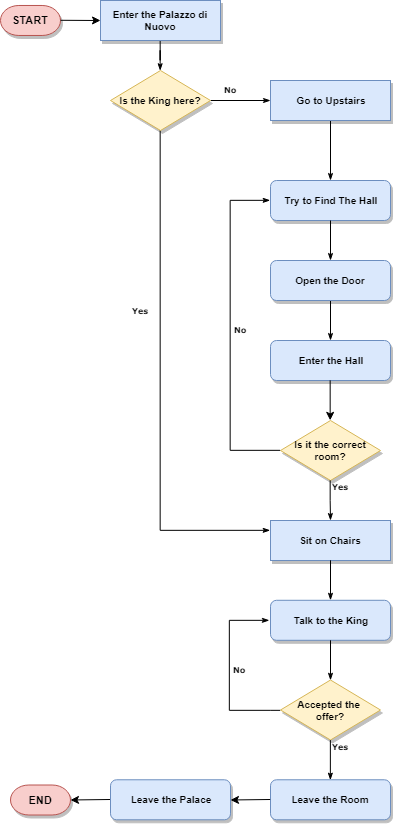 START
Enter the Palazzo di
Nuovo
Is the King here?
No
Go to Upstairs
Try to Find The Hall
Open the Door
Yes
No
Enter the Hall
Is it the correct
room?
Yes
Sit on Chairs
Talk to the King
No
Accepted the
offer?
Yes
Leave the Room
Leave the Palace
END